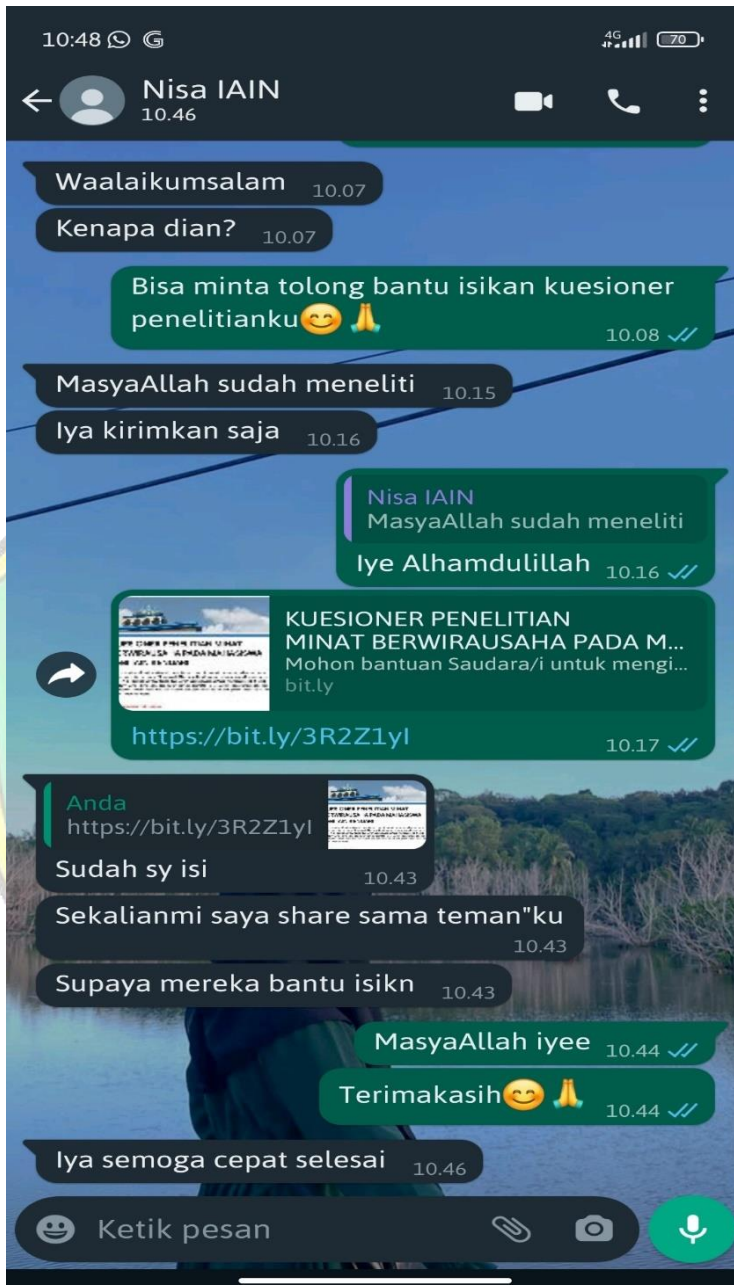 10:48
4G
70
Nisa IAIN
10.46
Waalaikumsalam 10.07
Kenapa dian? 10.07
Bisa minta tolong bantu isikan kuesioner
penelitianku😊🙏
10.08
MasyaAllah sudah meneliti 10.15
Iya kirimkan saja 10.16
Nisa IAIN
MasyaAllah sudah meneliti
Iye Alhamdulillah 10.16
KUESIONER PENELITIAN
MINAT BERWIRAUSAHA PADA M...
Mohon bantuan Saudara/i untuk mengi...
bit.ly
https://bit.ly/3R2Z1yI
10.17
Anda
https://bit.ly/3R2Z1yI
Sudah sy isi 10.43
Sekalianmi saya share sama teman"ku
10.43
Supaya mereka bantu isikn 10.43
MasyaAllah iyee 10.44
Terimakasih😊🙏 10.44
Iya semoga cepat selesai 10.46
Ketik pesan